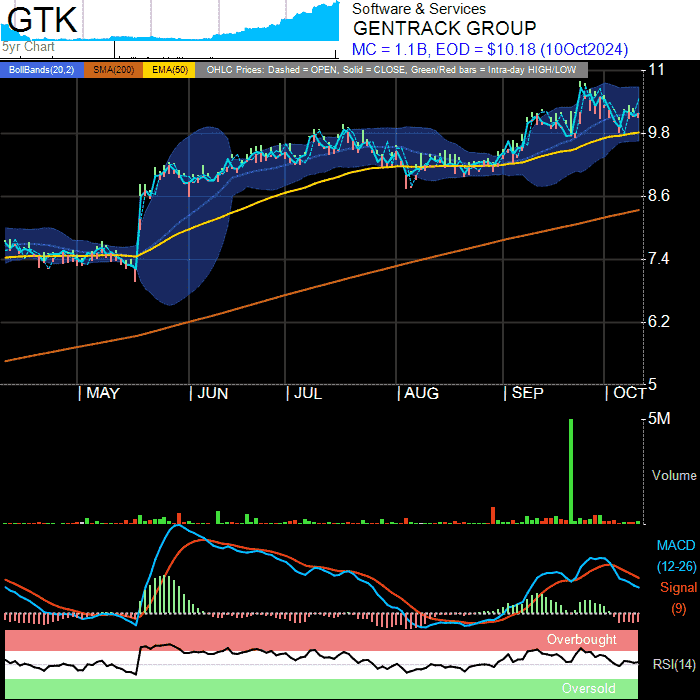 GTK
5yr Chart
Software & Services
GENTRACK GROUP
MC = 1.1B, EOD = $10.18 (10Oct2024)
BollBands(20,2) SMA(200) EMA(50) OHLC Prices: Dashed = OPEN, Solid = CLOSE, Green/Red bars = Intra-day HIGH/LOW
11
9.8
8.6
7.4
6.2
5
| MAY | JUN | JUL | AUG | SEP | OCT
5M
Volume
MACD
(12-26)
Signal
(9)
Overbought
RSI(14)
Oversold